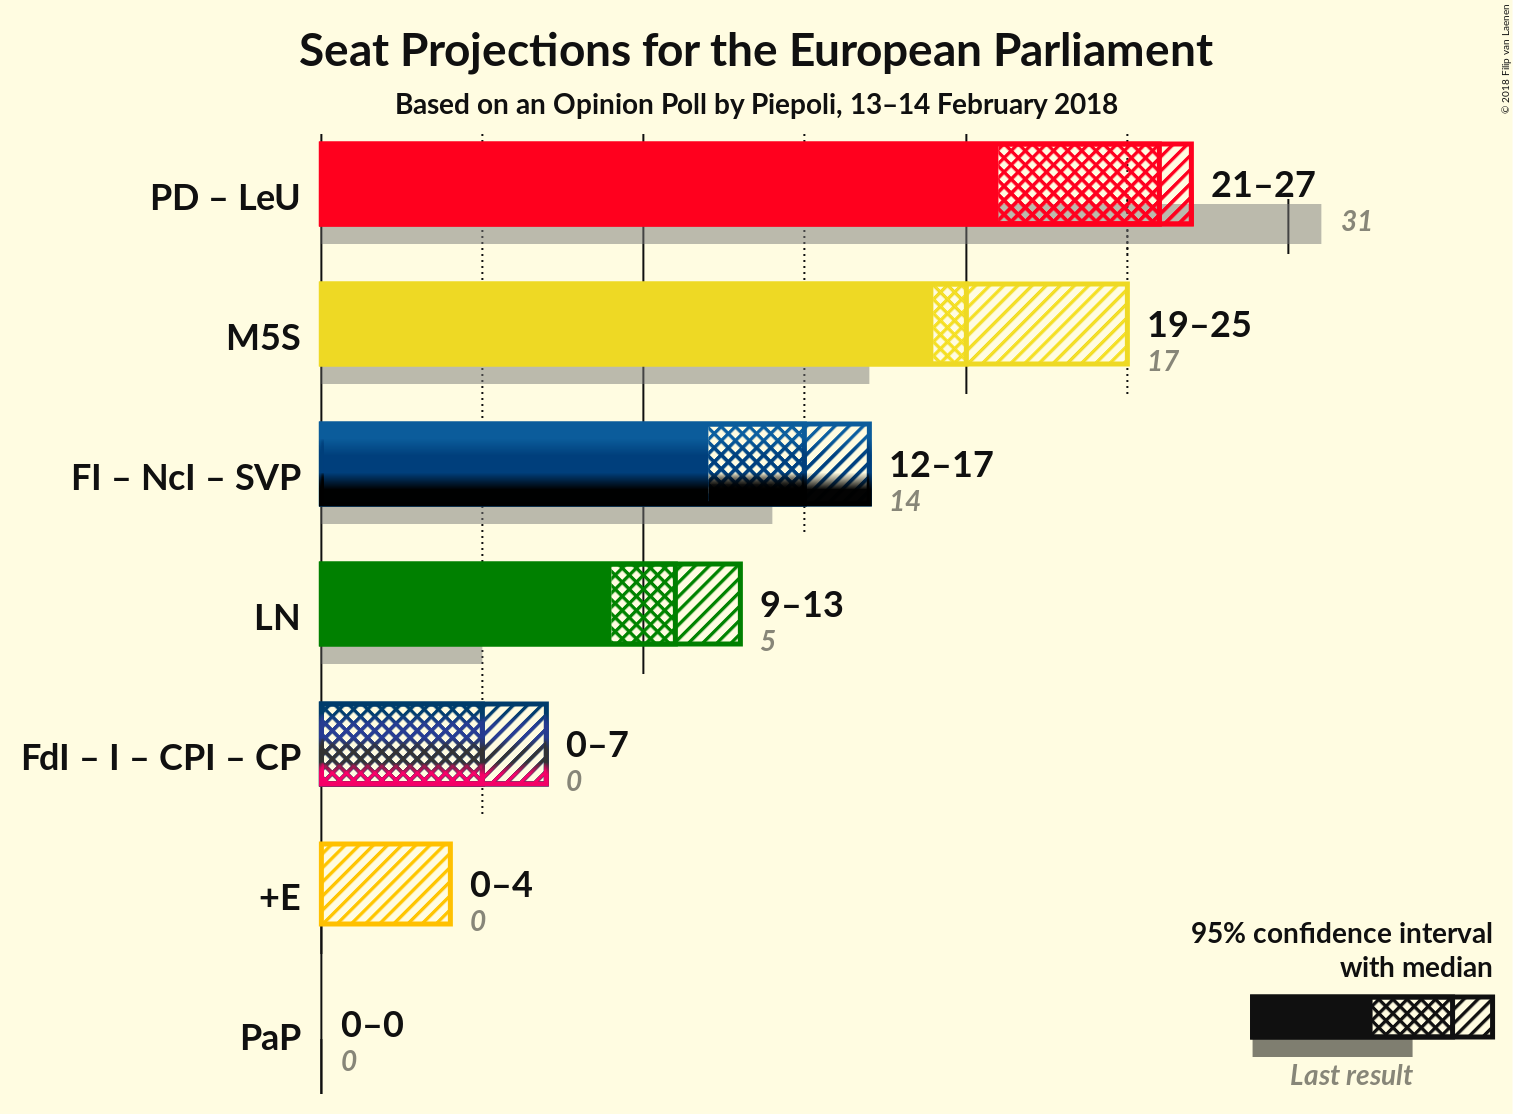 Seat Projections for the European Parliament
Based on an Opinion Poll by Piepoli, 13–14 February 2018
© 2018 Filip van Laenen
PD – LeU
21–27
31
M5S
19–25
17
FI – NcI – SVP
12–17
14
LN
9–13
5
FdI – I – CPI – CP
0–7
0
+E
0–4
0
PaP
0–0
0
95% confidence interval
with median
Last result